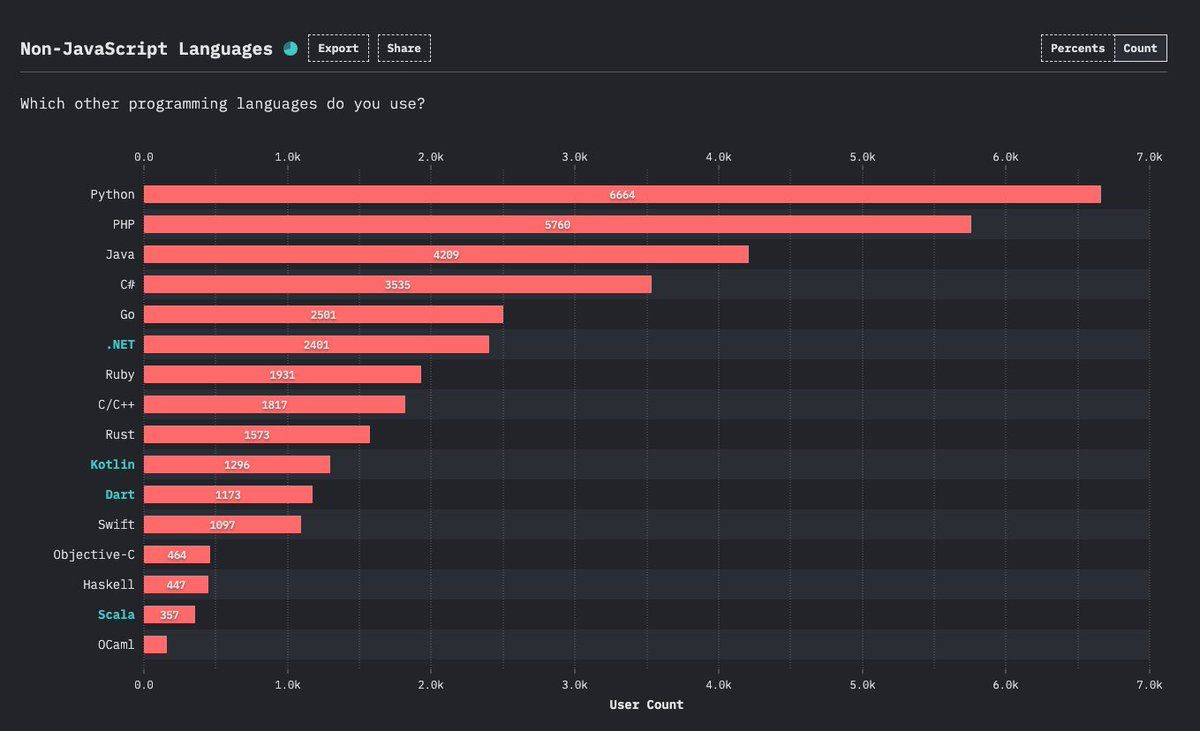 Non-JavaScript Languages Export Share Percents Count
Which other programming languages do you use?
0.0 1.0k 2.0k 3.0k 4.0k 5.0k 6.0k 7.0k
Python 6664
PHP 5760
Java 4209
C# 3535
Go 2501
.NET 2401
Ruby 1931
C/C++ 1817
Rust 1573
Kotlin 1296
Dart 1173
Swift 1097
Objective-C 464
Haskell 447
Scala 357
OCaml
0.0 1.0k 2.0k 3.0k 4.0k 5.0k 6.0k 7.0k
User Count